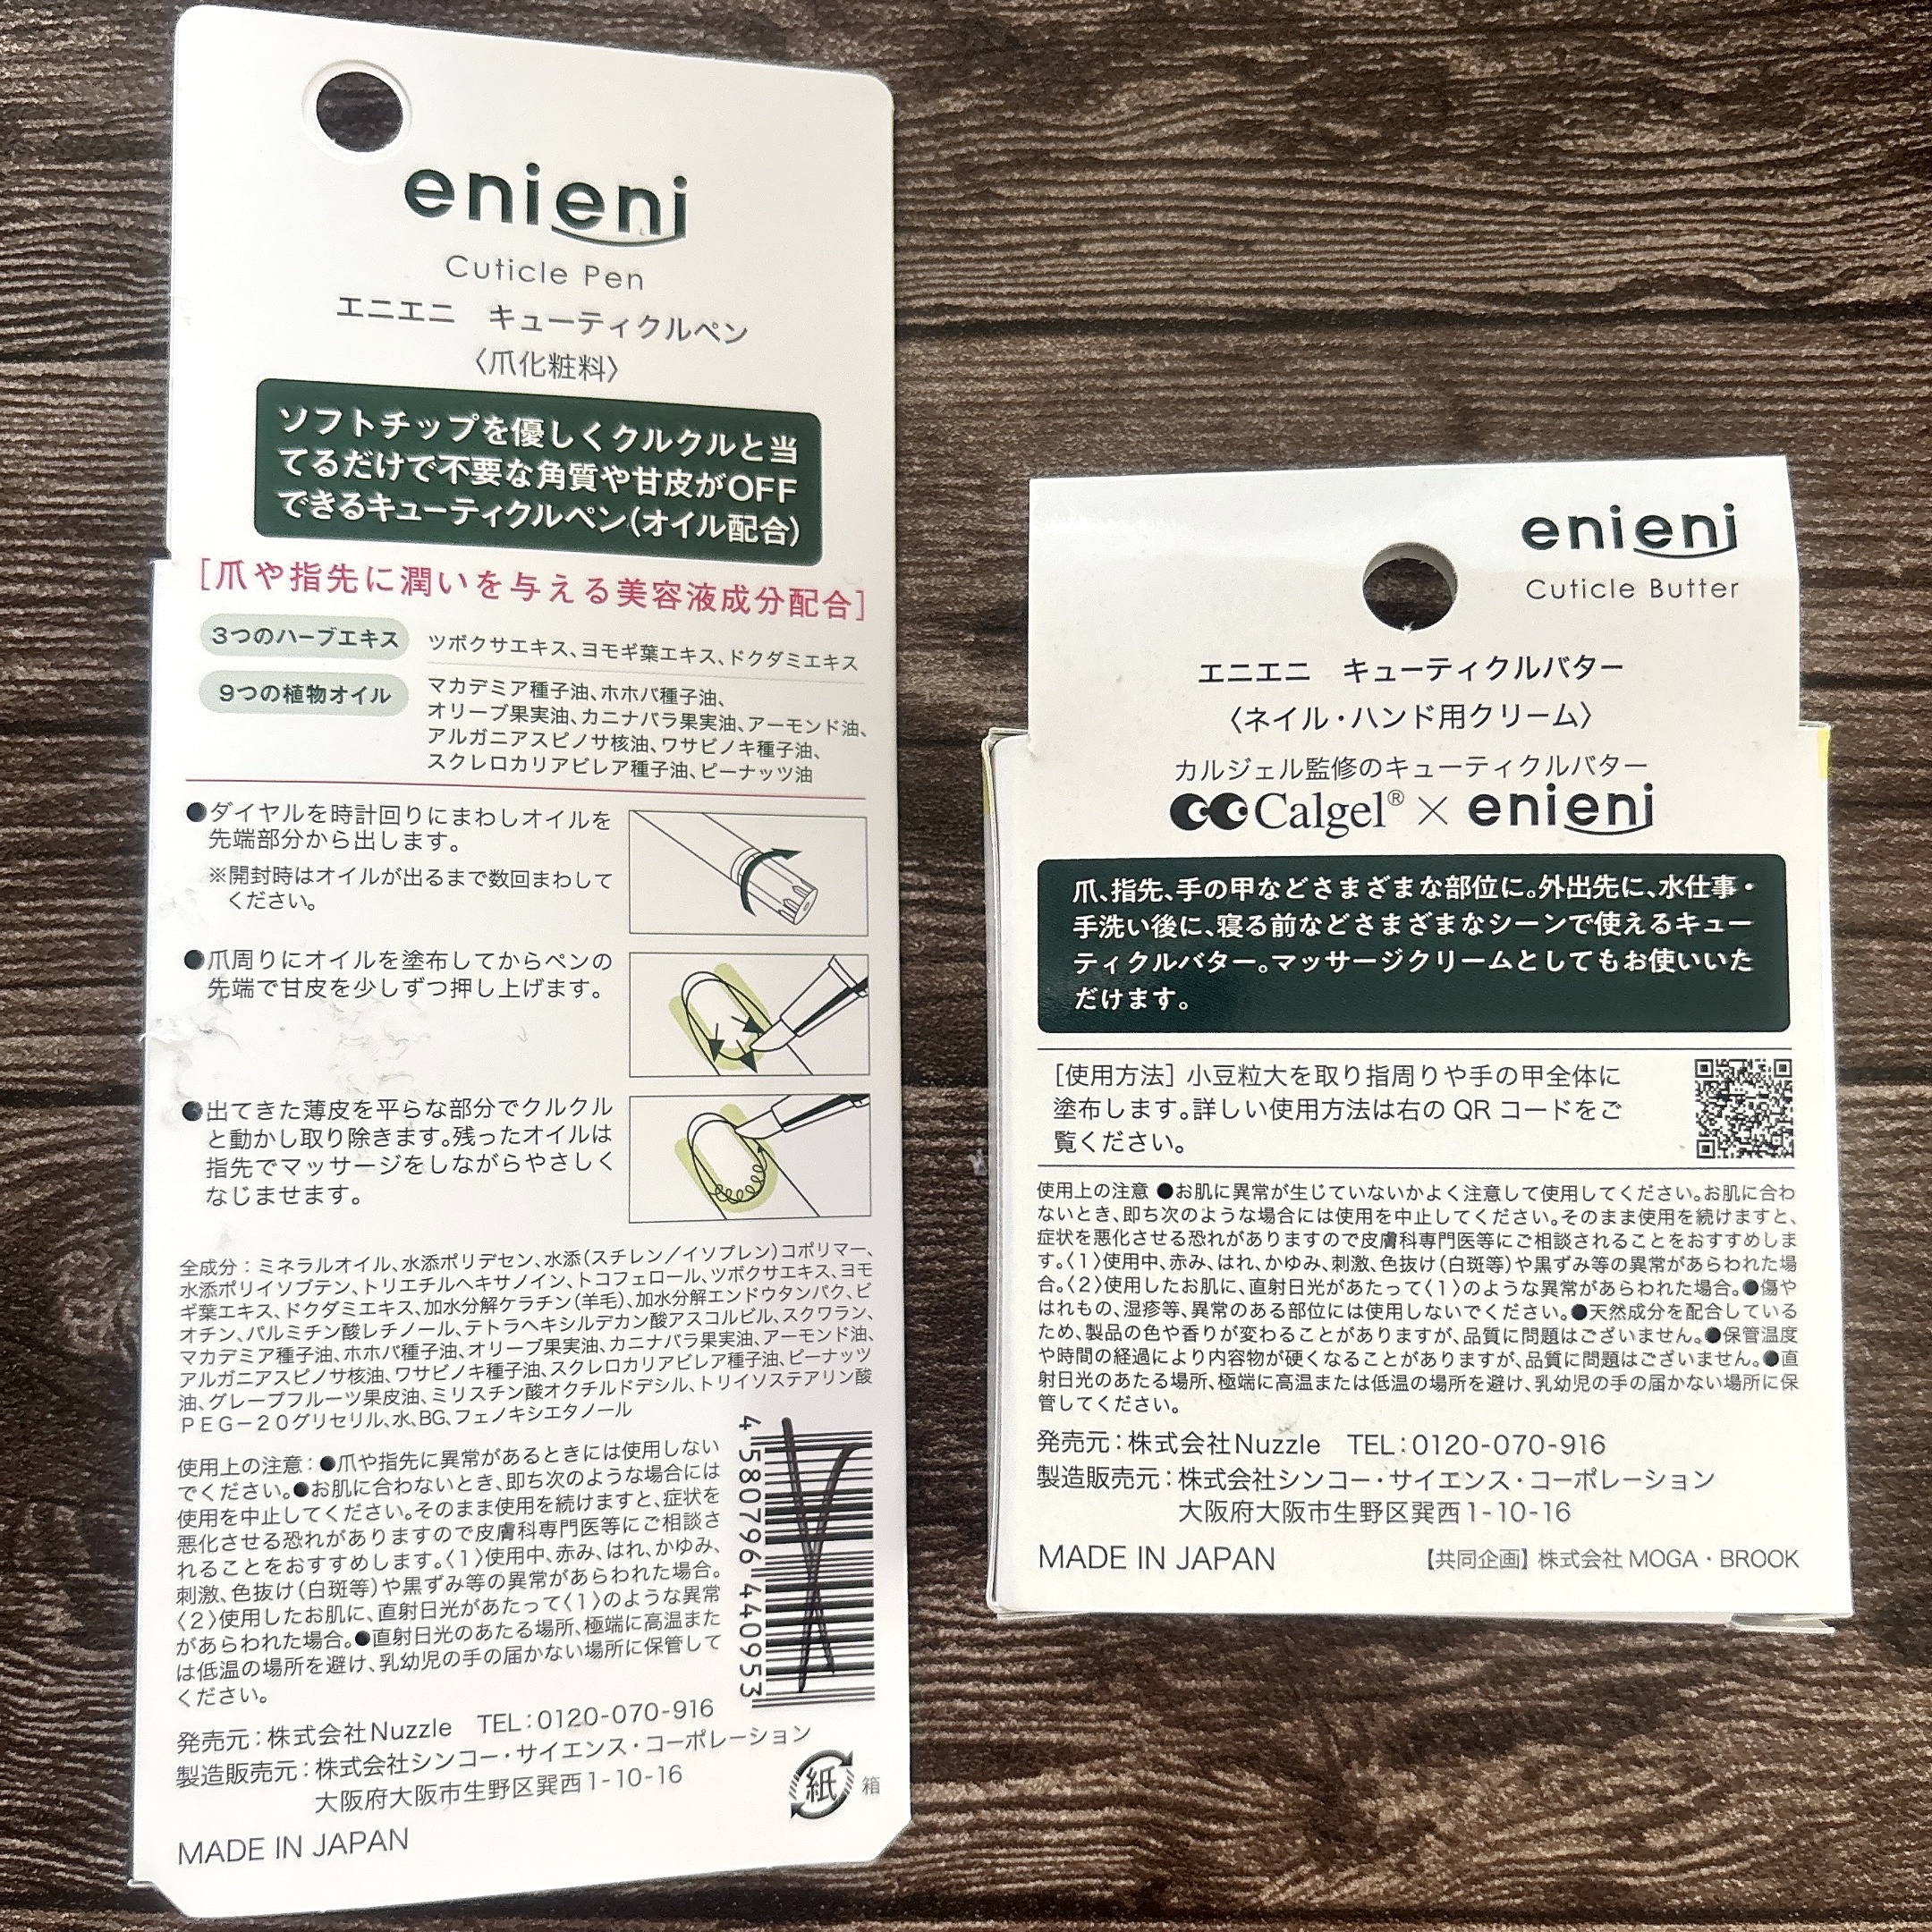 enieni
Cuticle Pen
エニエニ　キューティクルペン
〈爪化粧料〉
ソフトチップを優しくクルクルと当
てるだけで不要な角質や甘皮がOFF
できるキューティクルペン(オイル配合)
[爪や指先に潤いを与える美容液成分配合]
3つのハーブエキス
ツボクサエキス、ヨモギ葉エキス、ドクダミエキス
9つの植物オイル
マカデミア種子油、ホホバ種子油、
オリーブ果実油、カニナバラ果実油、アーモンド油、
アルガニアスピノサ核油、ワサビノキ種子油、
スクレロカリアビレア種子油、ピーナッツ油
●ダイヤルを時計回りにまわしオイルを
先端部分から出します。
※開封時はオイルが出るまで数回まわして
ください。
●爪周りにオイルを塗布してからペンの
先端で甘皮を少しずつ押し上げます。
●出てきた薄皮を平らな部分でクルクル
と動かし取り除きます。残ったオイルは
指先でマッサージをしながらやさしく
なじませます。
全成分：ミネラルオイル、水添ポリデセン、水添(スチレン／イソプレン)コポリマー、
水添ポリイソブテン、トリエチルヘキサノイン、トコフェロール、ツボクサエキス、ヨモ
ギ葉エキス、ドクダミエキス、加水分解ケラチン(羊毛)、加水分解エンドウタンパク、ビ
オチン、パルミチン酸レチノール、テトラヘキシルデカン酸アスコルビル、スクワラン、
マカデミア種子油、ホホバ種子油、オリーブ果実油、カニナバラ果実油、アーモンド油、
アルガニアスピノサ核油、ワサビノキ種子油、スクレロカリアビレア種子油、ピーナッツ
油、グレープフルーツ果皮油、ミリスチン酸オクチルドデシル、トリイソステアリン酸
PEG－20グリセリル、水、BG、フェノキシエタノール
使用上の注意：●爪や指先に異常があるときには使用しない
でください。●お肌に合わないとき、即ち次のような場合には
使用を中止してください。そのまま使用を続けますと、症状を
悪化させる恐れがありますので皮膚科専門医等にご相談さ
れることをおすすめします。〈1〉使用中、赤み、はれ、かゆみ、
刺激、色抜け(白斑等)や黒ずみ等の異常があらわれた場合。
〈2〉使用したお肌に、直射日光があたって〈1〉のような異常
があらわれた場合。●直射日光のあたる場所、極端に高温また
は低温の場所を避け、乳幼児の手の届かない場所に保管して
ください。
4 580796 440953
発売元：株式会社Nuzzle　TEL：0120-070-916
製造販売元：株式会社シンコー・サイエンス・コーポレーション
大阪府大阪市生野区巽西1-10-16
紙 箱
MADE IN JAPAN
enieni
Cuticle Butter
エニエニ　キューティクルバター
〈ネイル・ハンド用クリーム〉
カルジェル監修のキューティクルバター
Calgel® × enieni
爪、指先、手の甲などさまざまな部位に。外出先に、水仕事・
手洗い後に、寝る前などさまざまなシーンで使えるキュー
ティクルバター。マッサージクリームとしてもお使いいた
だけます。
[使用方法] 小豆粒大を取り指周りや手の甲全体に
塗布します。詳しい使用方法は右の QR コードをご
覧ください。
使用上の注意 ●お肌に異常が生じていないかよく注意して使用してください。お肌に合わ
ないとき、即ち次のような場合には使用を中止してください。そのまま使用を続けますと、
症状を悪化させる恐れがありますので皮膚科専門医等にご相談されることをおすすめしま
す。〈1〉使用中、赤み、はれ、かゆみ、刺激、色抜け(白斑等)や黒ずみ等の異常があらわれた場
合。〈2〉使用したお肌に、直射日光があたって〈1〉のような異常があらわれた場合。●傷や
はれもの、湿疹等、異常のある部位には使用しないでください。●天然成分を配合している
ため、製品の色や香りが変わることがありますが、品質に問題はございません。●保管温度
や時間の経過により内容物が硬くなることがありますが、品質に問題はございません。●直
射日光のあたる場所、極端に高温または低温の場所を避け、乳幼児の手の届かない場所に保
管してください。
発売元：株式会社Nuzzle　TEL：0120-070-916
製造販売元：株式会社シンコー・サイエンス・コーポレーション
大阪府大阪市生野区巽西1-10-16
MADE IN JAPAN
【共同企画】株式会社 MOGA・BROOK